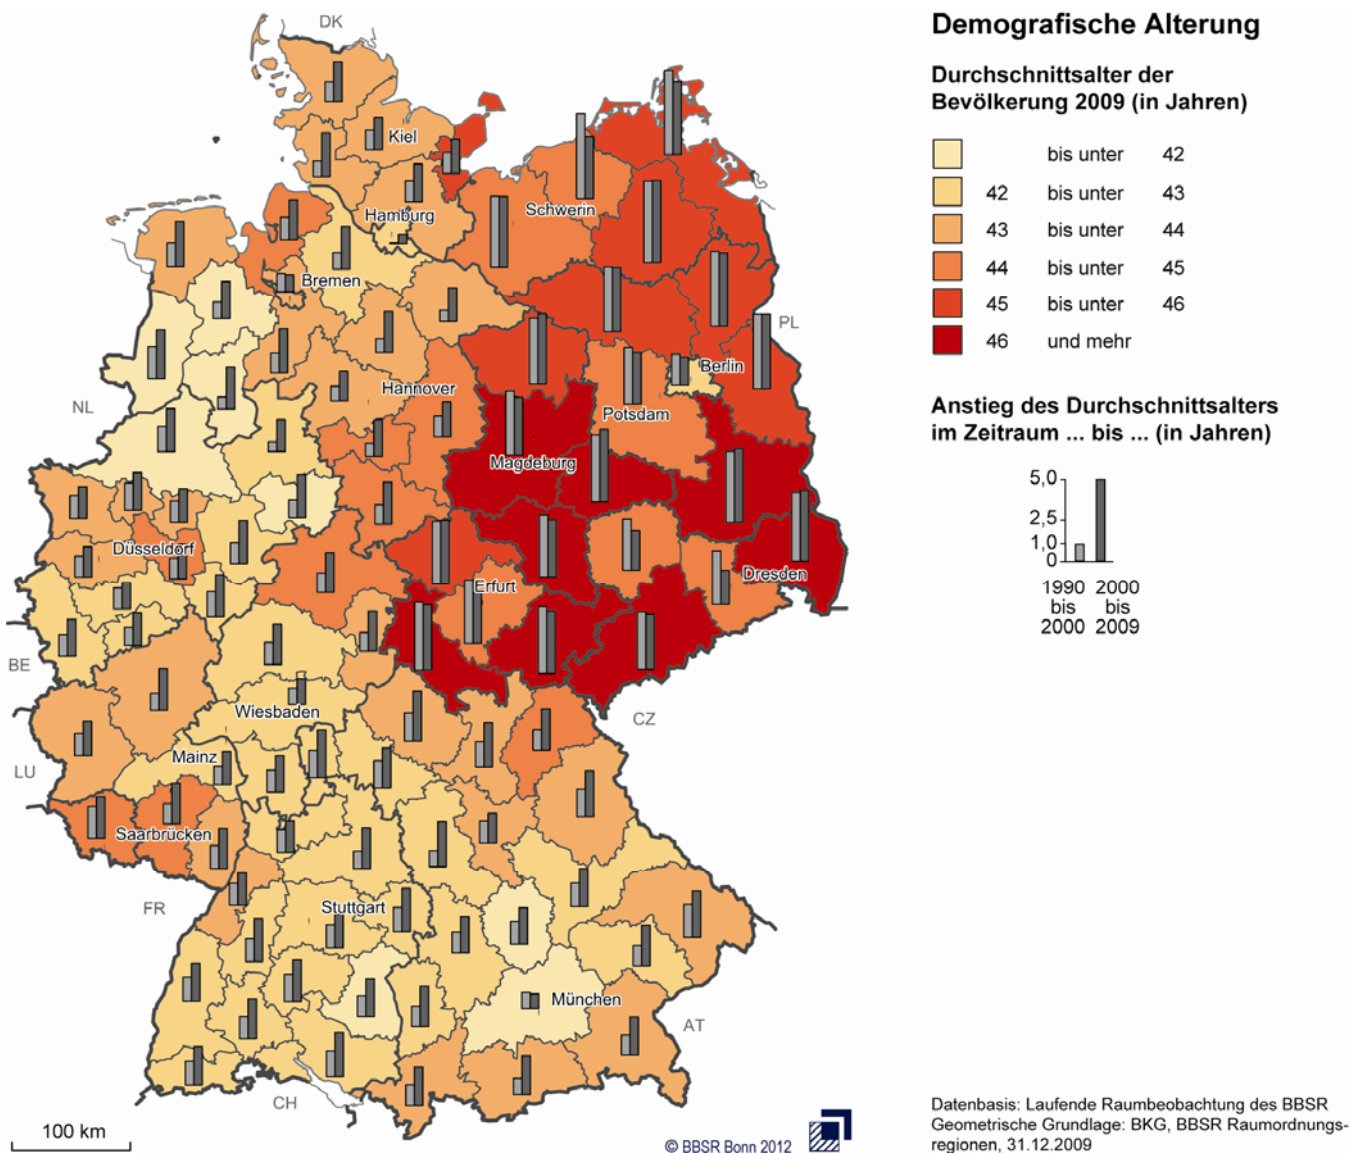 DK
Kiel
Hamburg
Schwerin
Bremen
PL
Berlin
Hannover
NL
Potsdam
Magdeburg
Düsseldorf
Erfurt
Dresden
BE
Wiesbaden
CZ
Mainz
LU
Saarbrücken
FR
Stuttgart
München
AT
CH
100 km
© BBSR Bonn 2012
Demografische Alterung
Durchschnittsalter der
Bevölkerung 2009 (in Jahren)
bis unter 42
42 bis unter 43
43 bis unter 44
44 bis unter 45
45 bis unter 46
46 und mehr
Anstieg des Durchschnittsalters
im Zeitraum ... bis ... (in Jahren)
5,0
2,5
1,0
0
1990 2000
bis bis
2000 2009
Datenbasis: Laufende Raumbeobachtung des BBSR
Geometrische Grundlage: BKG, BBSR Raumordnungs-
regionen, 31.12.2009